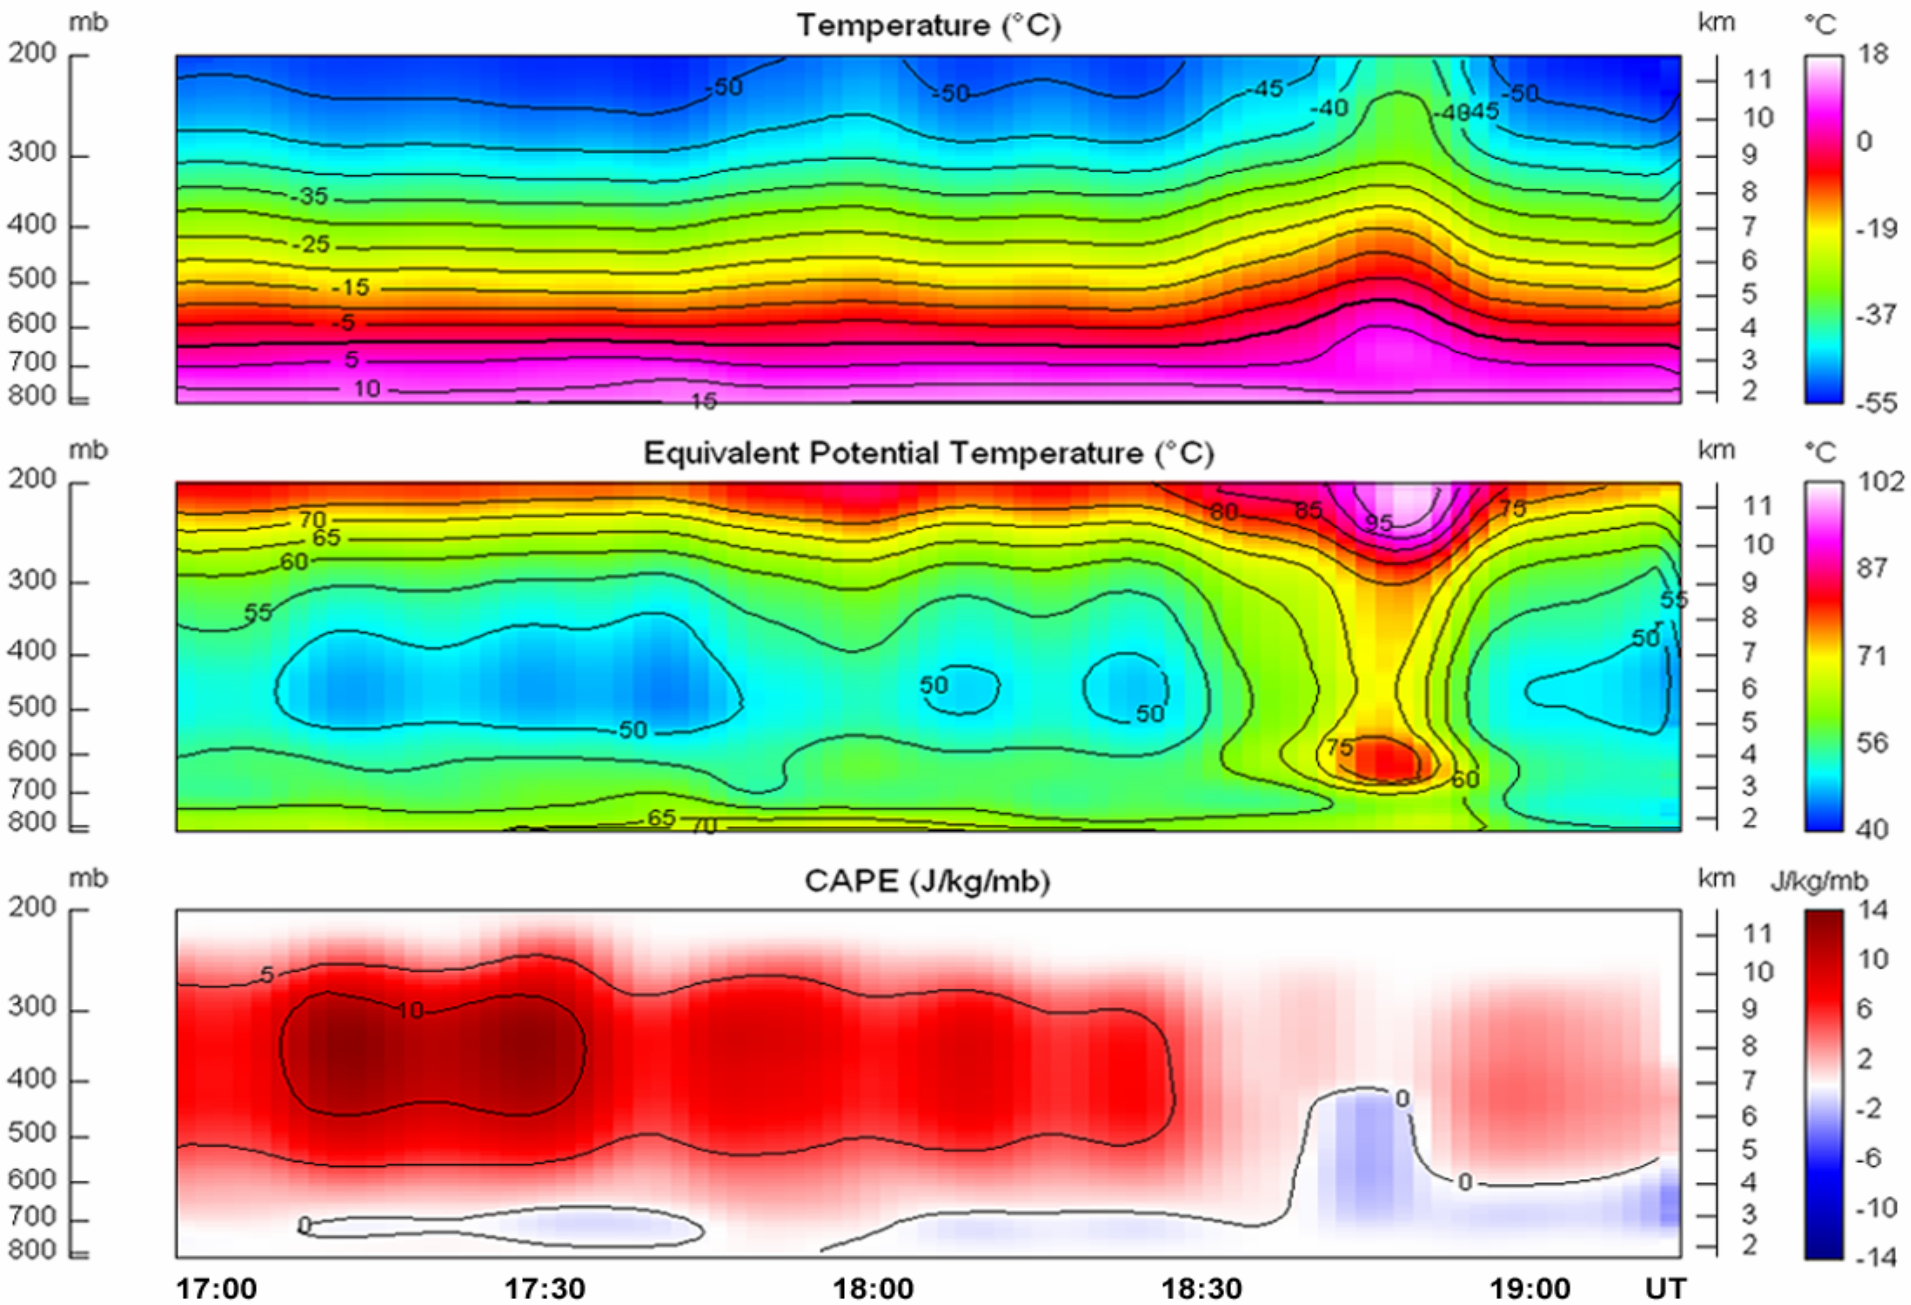 mb Temperature (°C) km °C
200 18
-50 -50 -45 -50 11
-40 -40 45 10
300 0
9
-35 8
400 7 -19
-25 6
500 -15 5
-37
600 -5 4
700 5 3
10 2
800 15 -55
mb Equivalent Potential Temperature (°C) km °C
200 102
80 85 95 75 11
70
65 10
60 87
300 9
55 55
8
400 50 7 71
50 6
500 50 50 5
56
600 75 4
700 60 3
65 2
800 70 40
mb CAPE (J/kg/mb) km J/kg/mb
200 14
11
5 10 10
300 10 9 6
8
2
400 0 7
6 -2
500 5
-6
600 0 4
700 0 3 -10
800 2 -14
17:00 17:30 18:00 18:30 19:00 UT